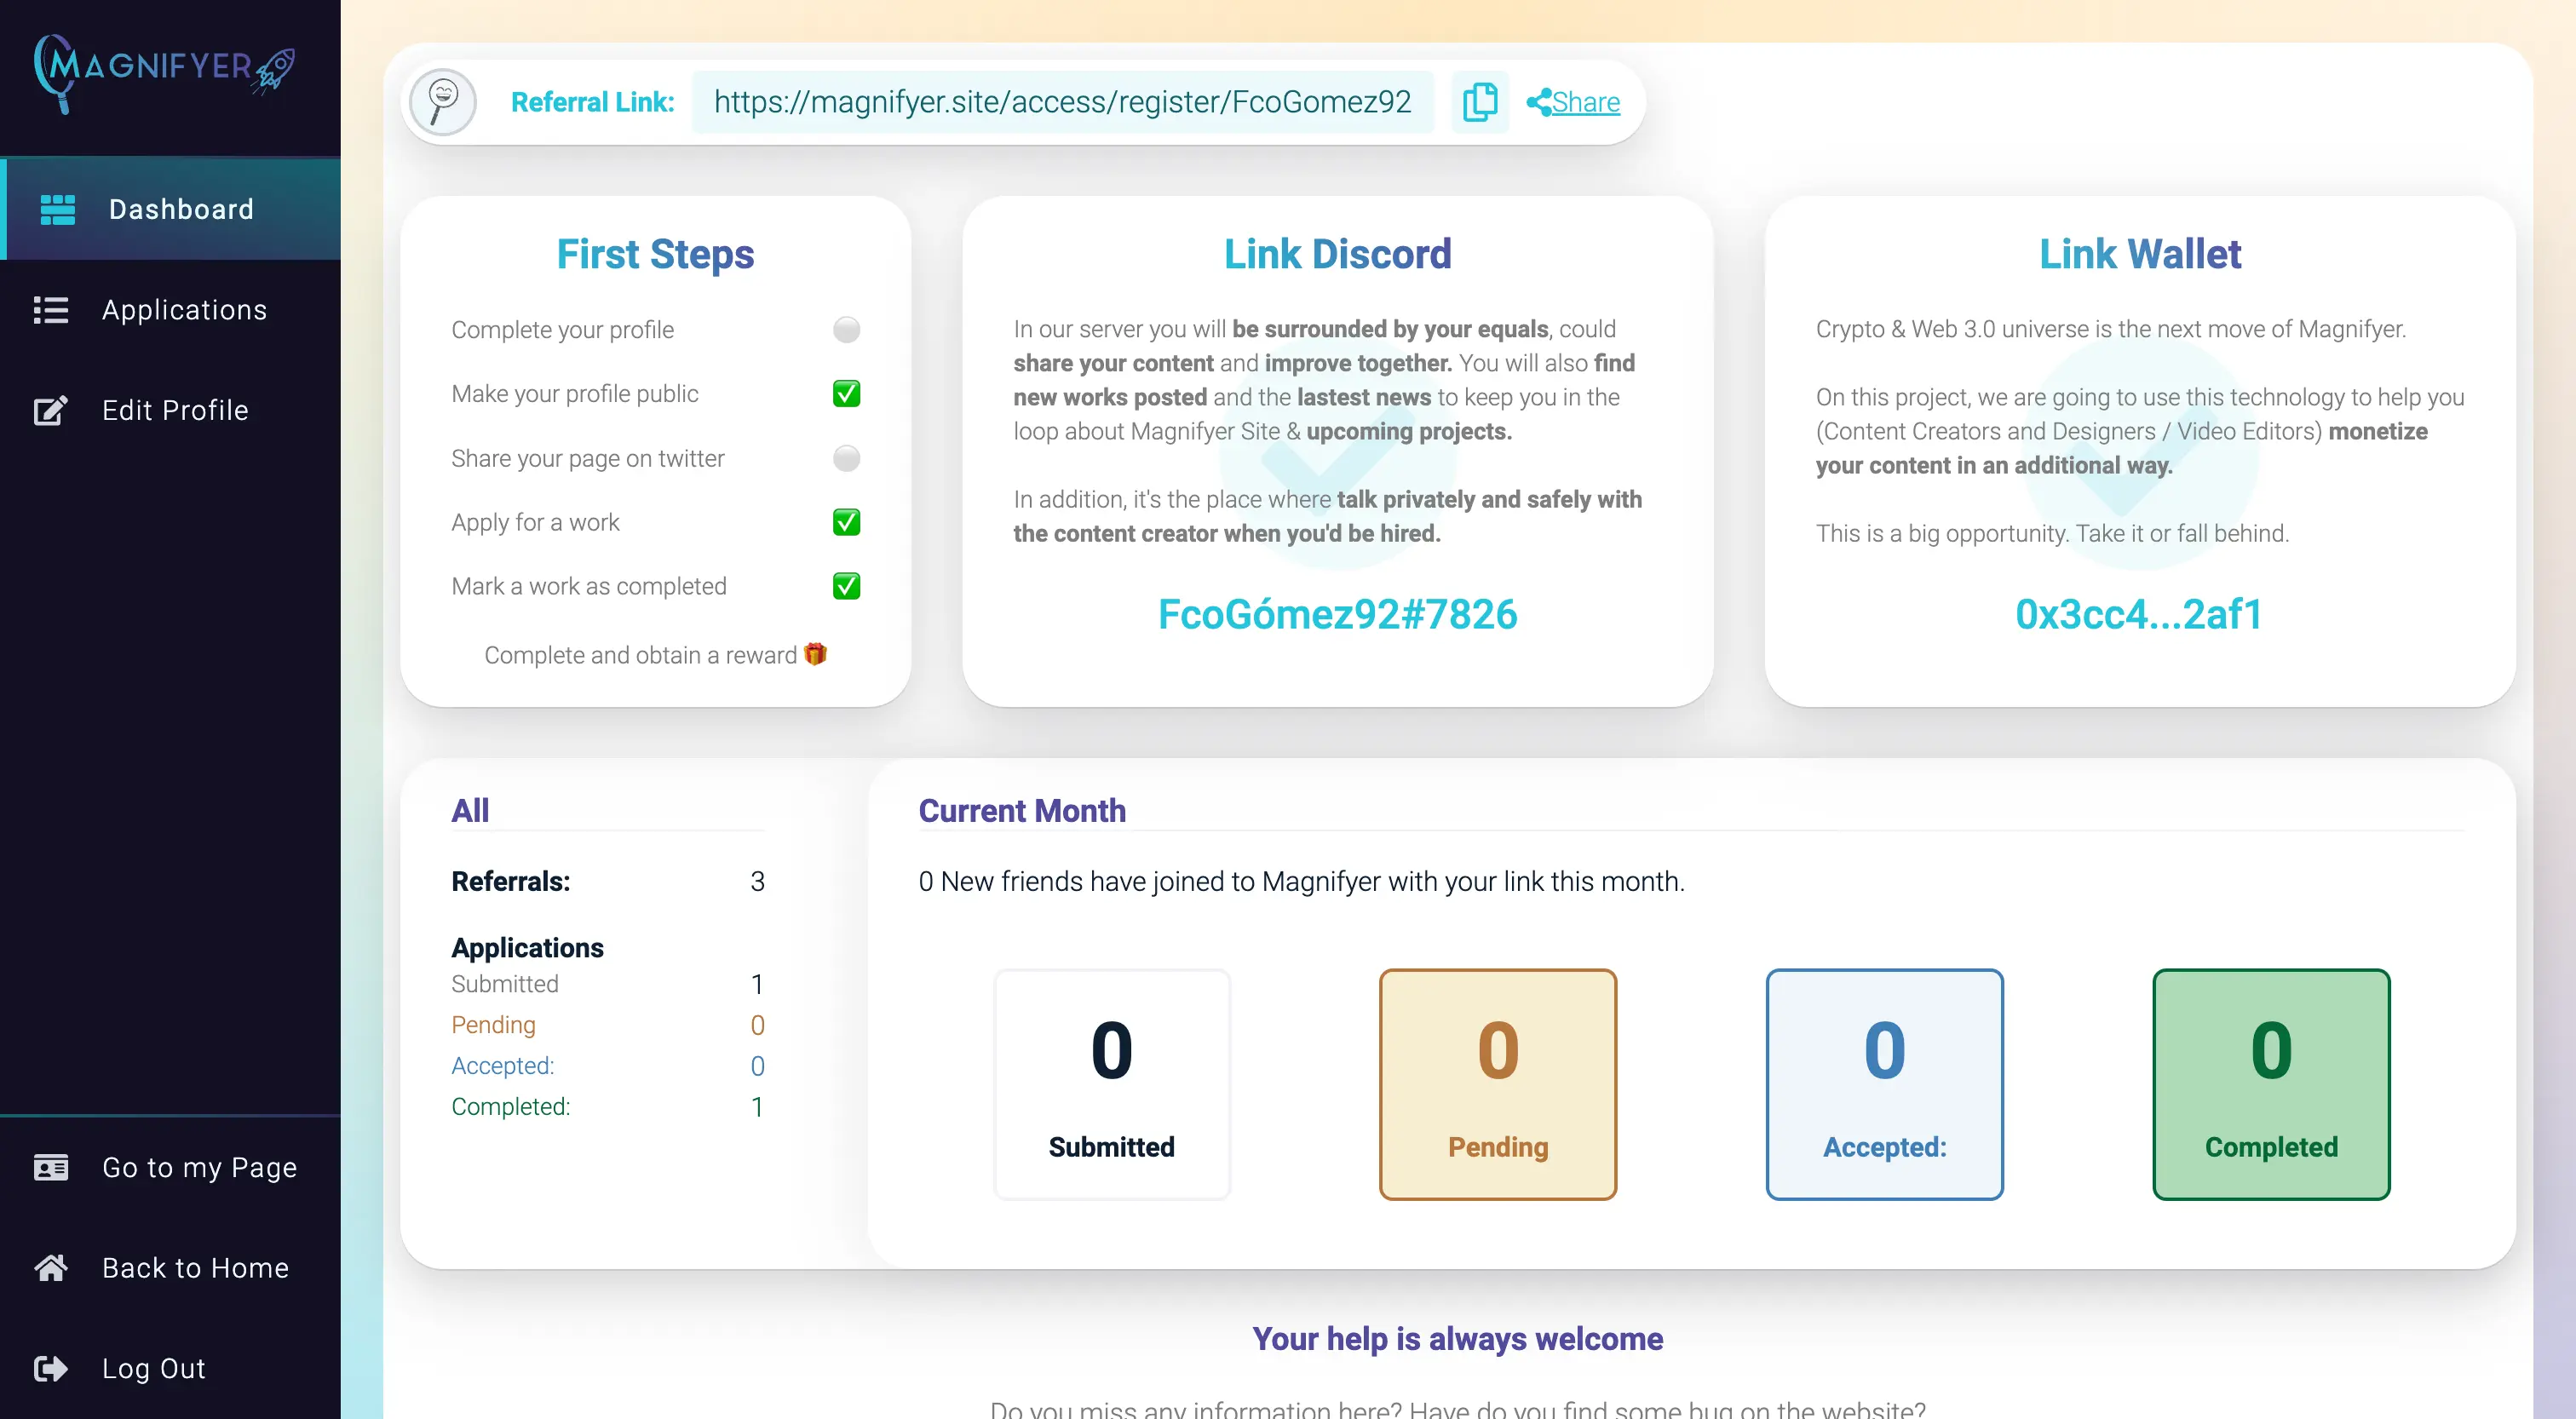 MAGNIFYER
Dashboard
Applications
Edit Profile
Go to my Page
Back to Home
Log Out
Referral Link: https://magnifyer.site/access/register/FcoGomez92 Share
First Steps
Complete your profile
Make your profile public
Share your page on twitter
Apply for a work
Mark a work as completed
Complete and obtain a reward 🎁
Link Discord
In our server you will be surrounded by your equals, could
share your content and improve together. You will also find
new works posted and the lastest news to keep you in the
loop about Magnifyer Site & upcoming projects.
In addition, it's the place where talk privately and safely with
the content creator when you'd be hired.
FcoGómez92#7826
Link Wallet
Crypto & Web 3.0 universe is the next move of Magnifyer.
On this project, we are going to use this technology to help you
(Content Creators and Designers / Video Editors) monetize
your content in an additional way.
This is a big opportunity. Take it or fall behind.
0x3cc4...2af1
All
Referrals: 3
Applications
Submitted 1
Pending 0
Accepted: 0
Completed: 1
Current Month
0 New friends have joined to Magnifyer with your link this month.
0
Submitted
0
Pending
0
Accepted:
0
Completed
Your help is always welcome
Do you miss any information here? Have do you find some bug on the website?